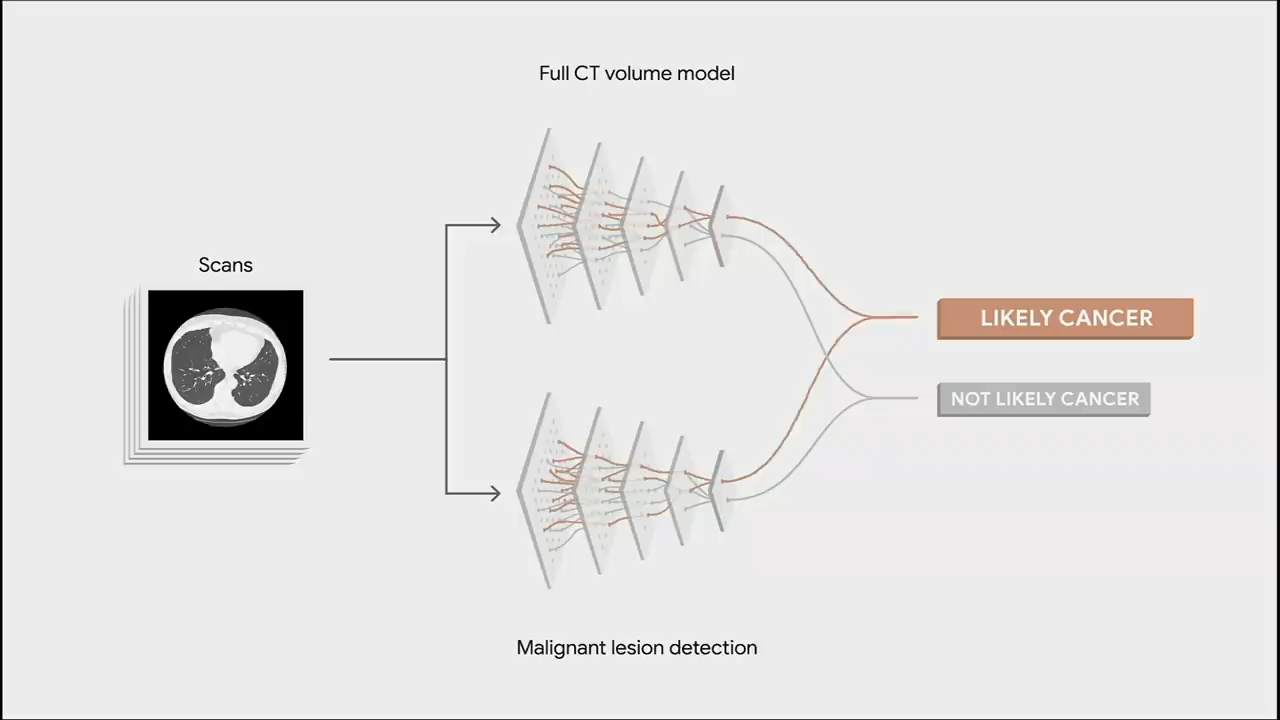 Full CT volume model
Scans
LIKELY CANCER
NOT LIKELY CANCER
Malignant lesion detection